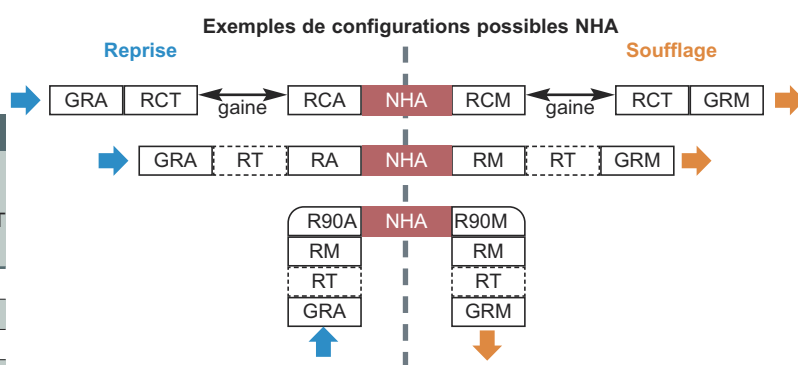 Exemples de configurations possibles NHA
Reprise Soufflage
GRA RCT gaine RCA NHA RCM gaine RCT GRM
GRA RT RA NHA RM RT GRM
R90A NHA R90M
RM RM
RT RT
GRA GRM
T